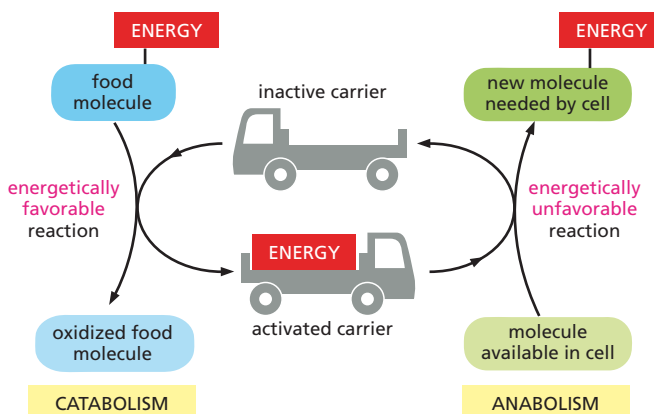 ENERGY
food
molecule
inactive carrier
ENERGY
new molecule
needed by cell
energetically
favorable
reaction
energetically
unfavorable
reaction
ENERGY
activated carrier
oxidized food
molecule
molecule
available in cell
CATABOLISM
ANABOLISM